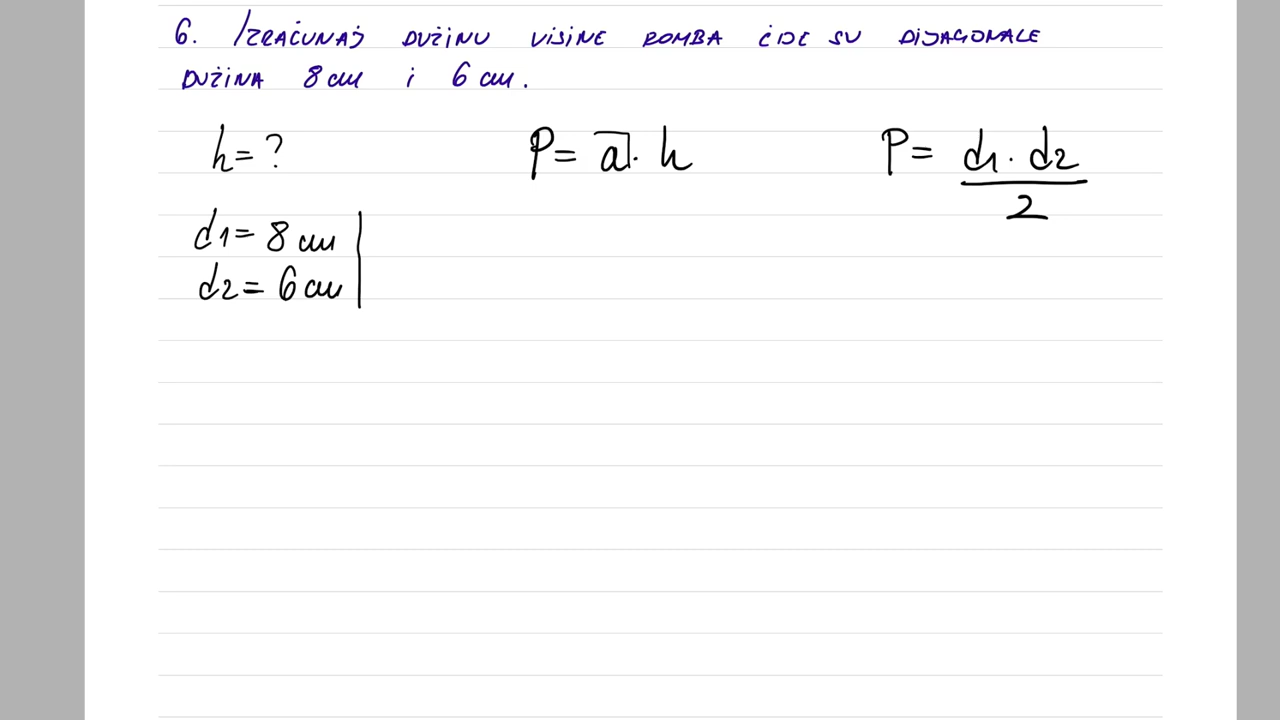 6. IZRAČUNAJ DUŽINU VISINE ROMBA ČIJE SU DIJAGONALE
DUŽINA 8 cm i 6 cm.
h = ? P = a · h P = d1 · d2 / 2
d1 = 8 cm
d2 = 6 cm